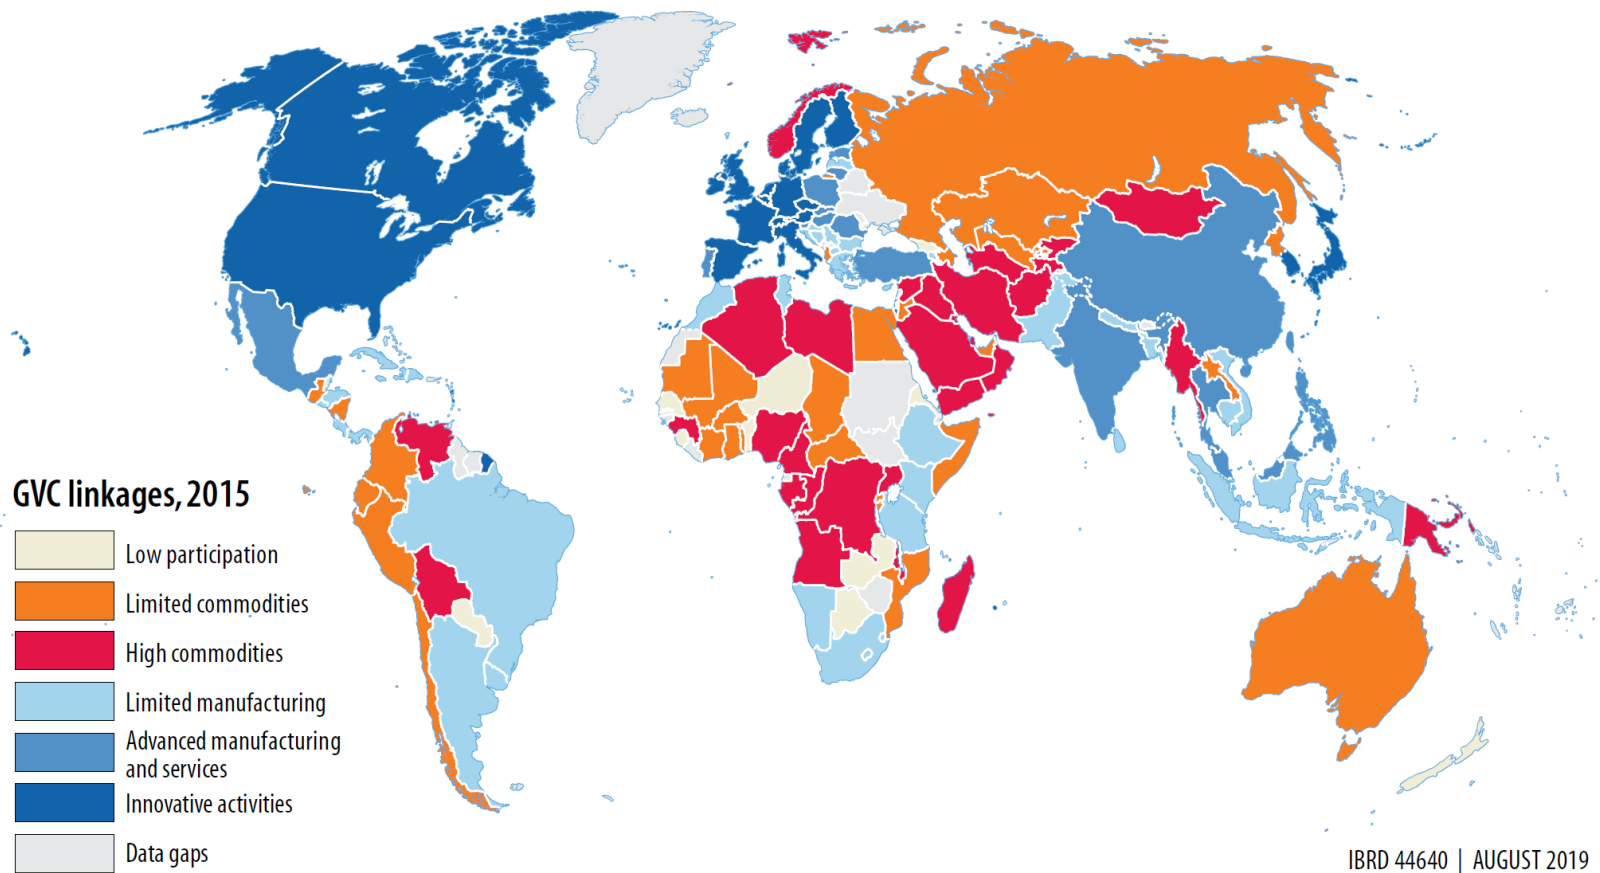 GVC linkages, 2015
Low participation
Limited commodities
High commodities
Limited manufacturing
Advanced manufacturing
and services
Innovative activities
Data gaps
IBRD 44640 | AUGUST 2019